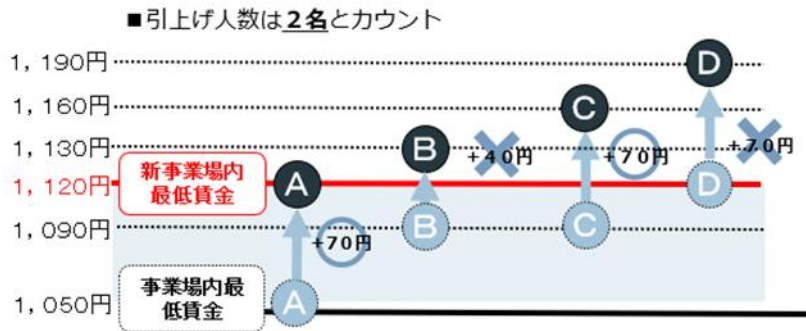 ■引上げ人数は２名とカウント
1,190円
D
1,160円
C
1,130円
B
+40円
+70円
+70円
新事業場内
最低賃金
1,120円
A
D
1,090円
+70円
B
C
事業場内最
低賃金
1,050円
A